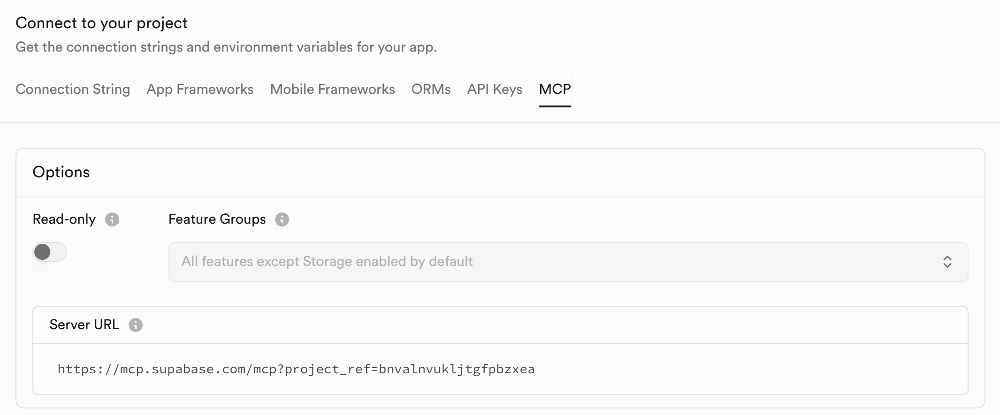 Connect to your project
Get the connection strings and environment variables for your app.
Connection String App Frameworks Mobile Frameworks ORMs API Keys MCP
Options
Read-only Feature Groups
All features except Storage enabled by default
Server URL
https://mcp.supabase.com/mcp?project_ref=bnvalnvukljtgfpbzxea